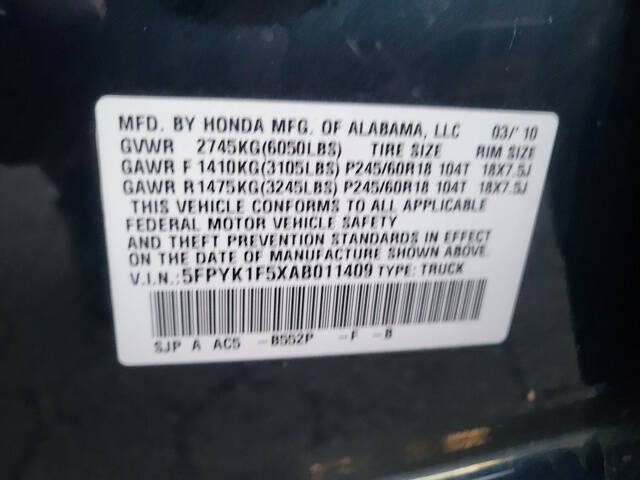 MFD. BY HONDA MFG. OF ALABAMA, LLC 03/'10
GVWR 2745KG(6050LBS) TIRE SIZE RIM SIZE
GAWR F 1410KG(3105LBS) P245/60R18 104T 18X7.5J
GAWR R 1475KG(3245LBS) P245/60R18 104T 18X7.5J
THIS VEHICLE CONFORMS TO ALL APPLICABLE
FEDERAL MOTOR VEHICLE SAFETY
AND THEFT PREVENTION STANDARDS IN EFFECT
ON THE DATE OF MANUFACTURE SHOWN ABOVE.
V.I.N.:5FPYK1F5XAB011409 TYPE: TRUCK
SJP A AC5 -B552P -F -B